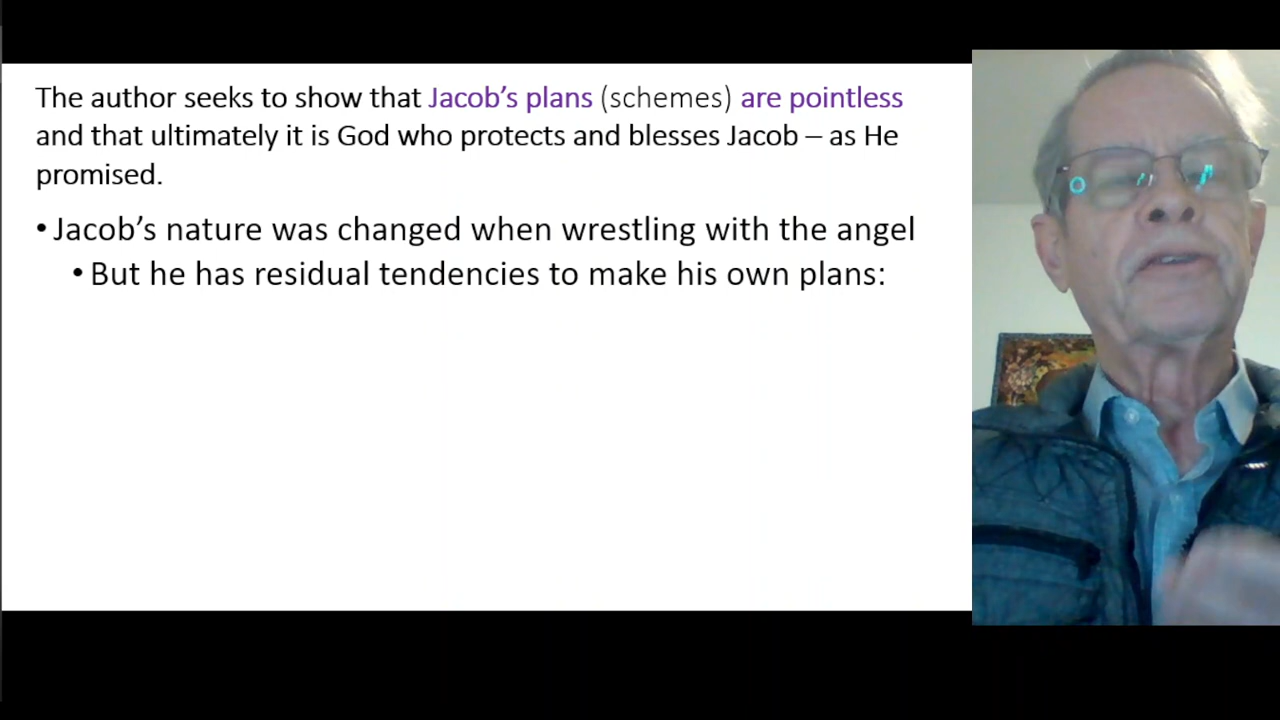 The author seeks to show that Jacob’s plans (schemes) are pointless
and that ultimately it is God who protects and blesses Jacob – as He
promised.
• Jacob’s nature was changed when wrestling with the angel
• But he has residual tendencies to make his own plans: